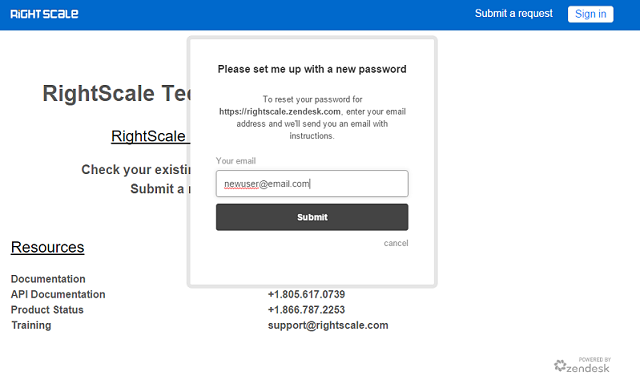 RIGHTSCALE
Submit a request
Sign in
Please set me up with a new password
RightScale Tec
To reset your password for
https://rightscale.zendesk.com, enter your email
address and we'll send you an email with
instructions.
RightScale
Your email
Check your existin
newuser@email.com
Submit a
Submit
cancel
Resources
Documentation
API Documentation
+1.805.617.0739
Product Status
+1.866.787.2253
Training
support@rightscale.com
POWERED BY
zendesk